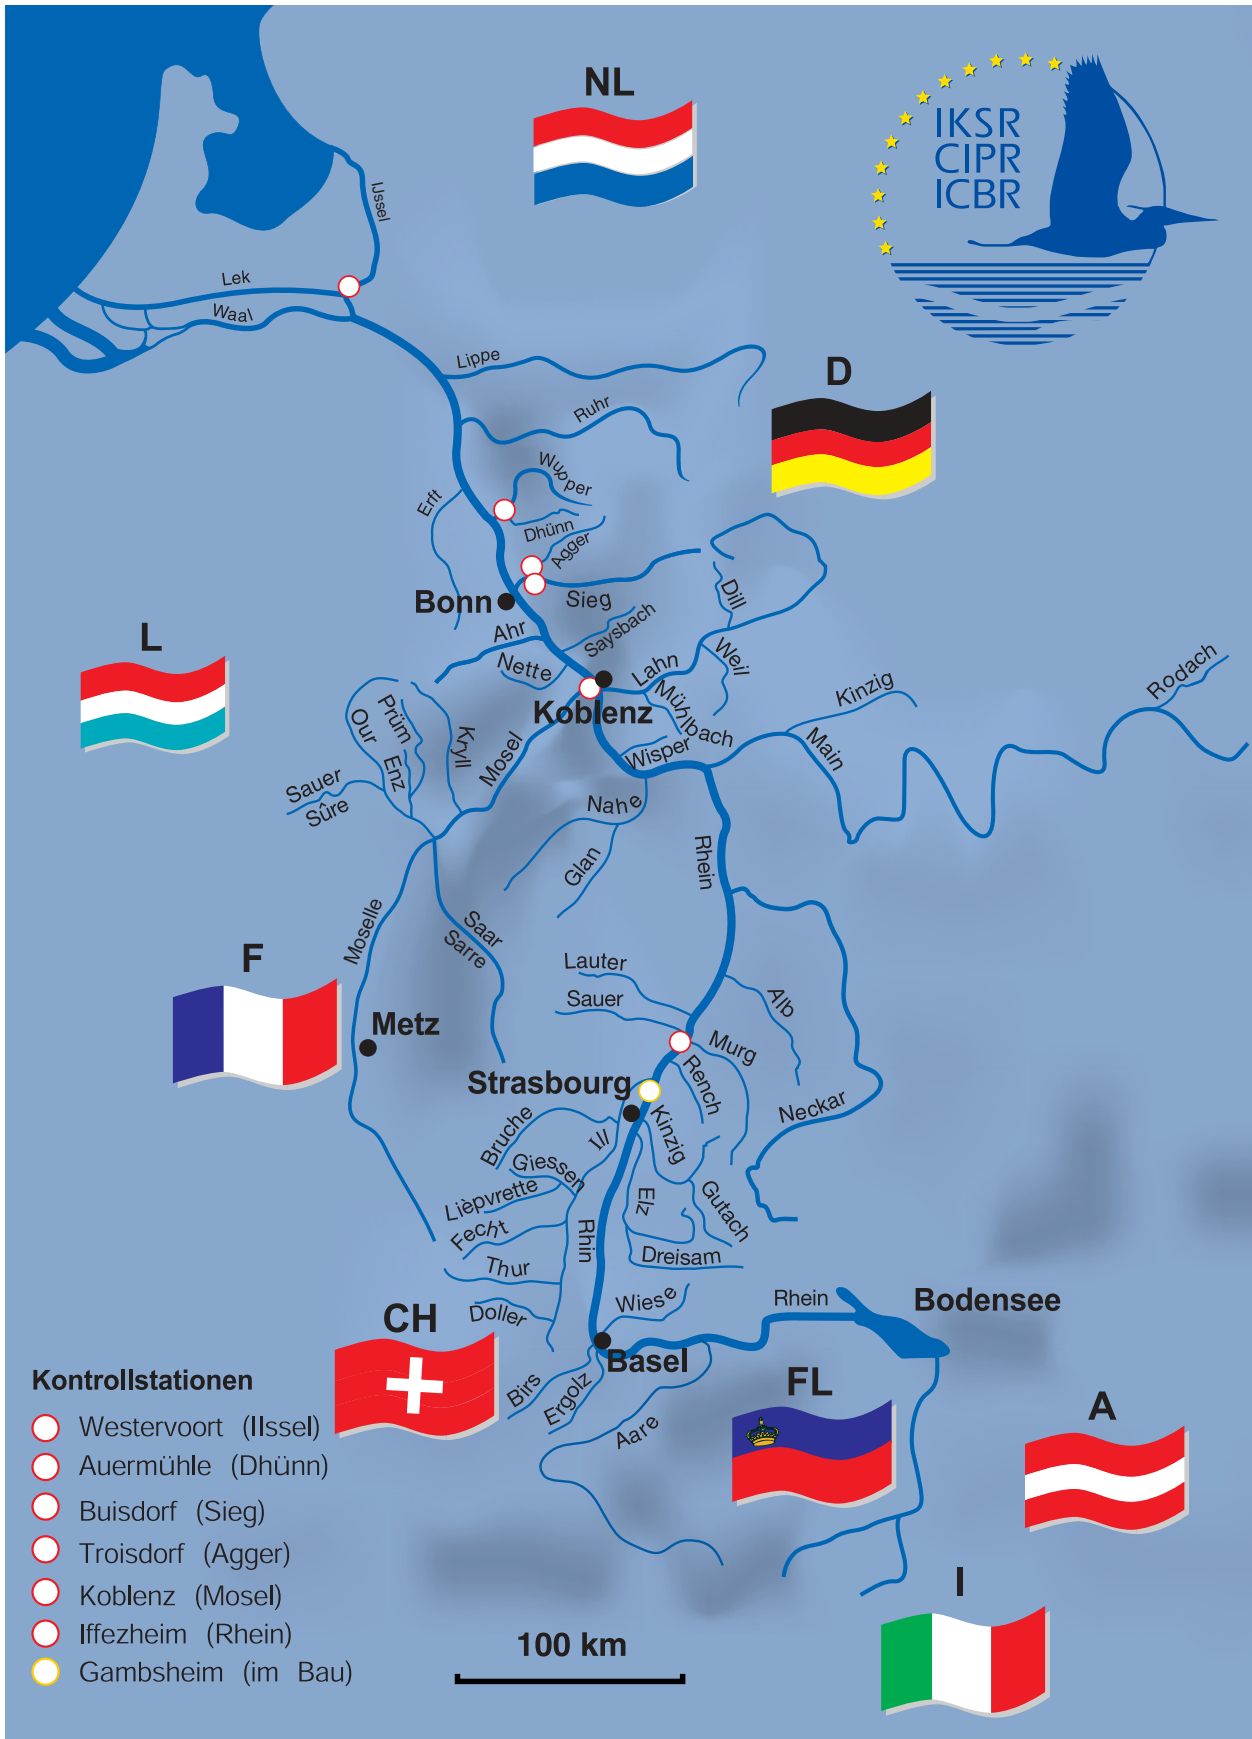 NL
IKSR
CIPR
ICBR
IJssel
Lek
Waal
Lippe
D
Ruhr
Wupper
Erft
Dhünn
Agger
Bonn
Sieg
Dill
L
Ahr
Saysbach
Nette
Lahn
Weil
Kinzig
Rodach
Koblenz
Mühlbach
Prüm
Our
Kryll
Mosel
Wisper
Main
Enz
Sauer
Sûre
Nahe
Glan
Rhein
Moselle
Saar
Sarre
F
Lauter
Sauer
Alb
Metz
Murg
Rench
Strasbourg
Kinzig
Neckar
Bruche
Ill
Giessen
Lièpvrette
Elz
Gutach
Fecht
Rhin
Dreisam
Thur
Wiese
Rhein
Bodensee
CH
Doller
Basel
Birs
Ergolz
Aare
FL
A
Kontrollstationen
Westervoort (IIssel)
Auermühle (Dhünn)
Buisdorf (Sieg)
Troisdorf (Agger)
Koblenz (Mosel)
Iffezheim (Rhein)
Gambsheim (im Bau)
I
100 km